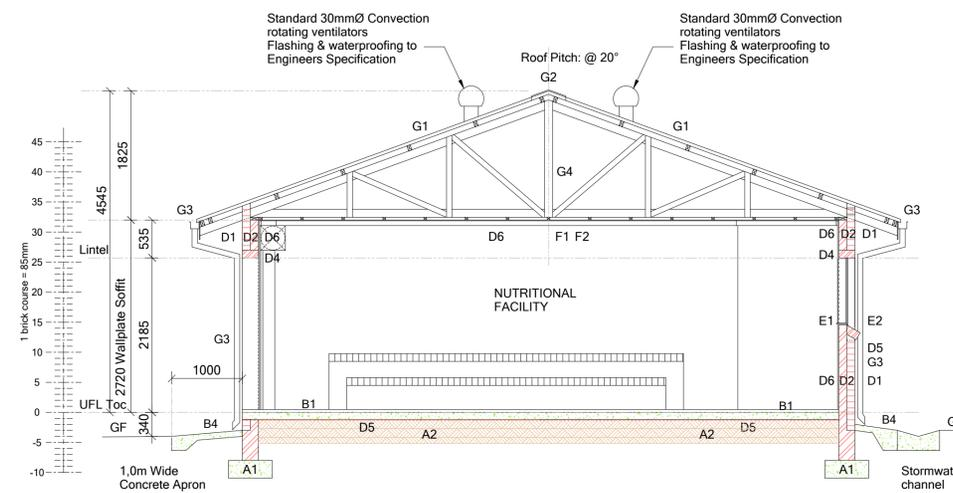 Standard 30mmØ Convection
rotating ventilators
Flashing & waterproofing to
Engineers Specification
Standard 30mmØ Convection
rotating ventilators
Flashing & waterproofing to
Engineers Specification
Roof Pitch: @ 20°
G2
G1
G1
G4
G3
G3
D1
D2
D6
D6
F1
F2
D6
D2
D1
Lintel
D4
D4
NUTRITIONAL
FACILITY
E1
E2
G3
D5
G3
D6
D2
D1
1 brick course = 85mm
45
40
35
30
25
20
15
10
5
0
-5
-10
4545
1825
535
2720 Wallplate Soffit
2185
340
1000
UFL Toc
GF
B4
B1
B1
B4
G
D5
A2
A2
D5
A1
A1
1,0m Wide
Concrete Apron
Stormwat
channel